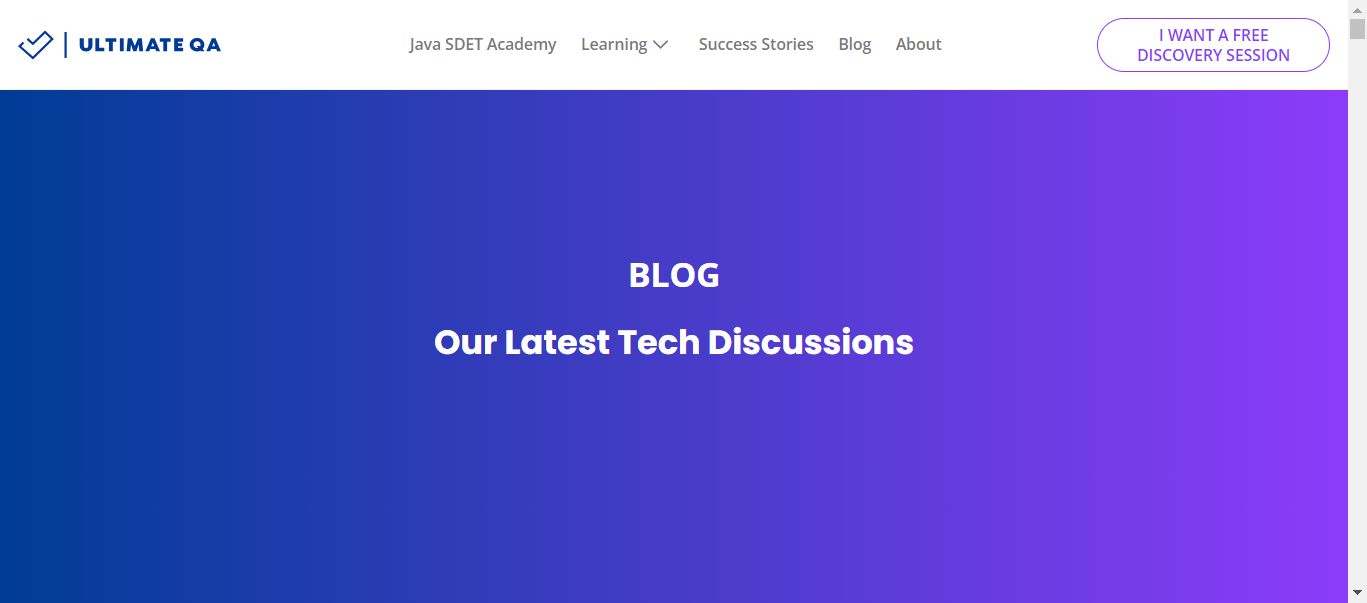 ULTIMATE QA
Java SDET Academy
Learning
Success Stories
Blog
About
I WANT A FREE
DISCOVERY SESSION
BLOG
Our Latest Tech Discussions